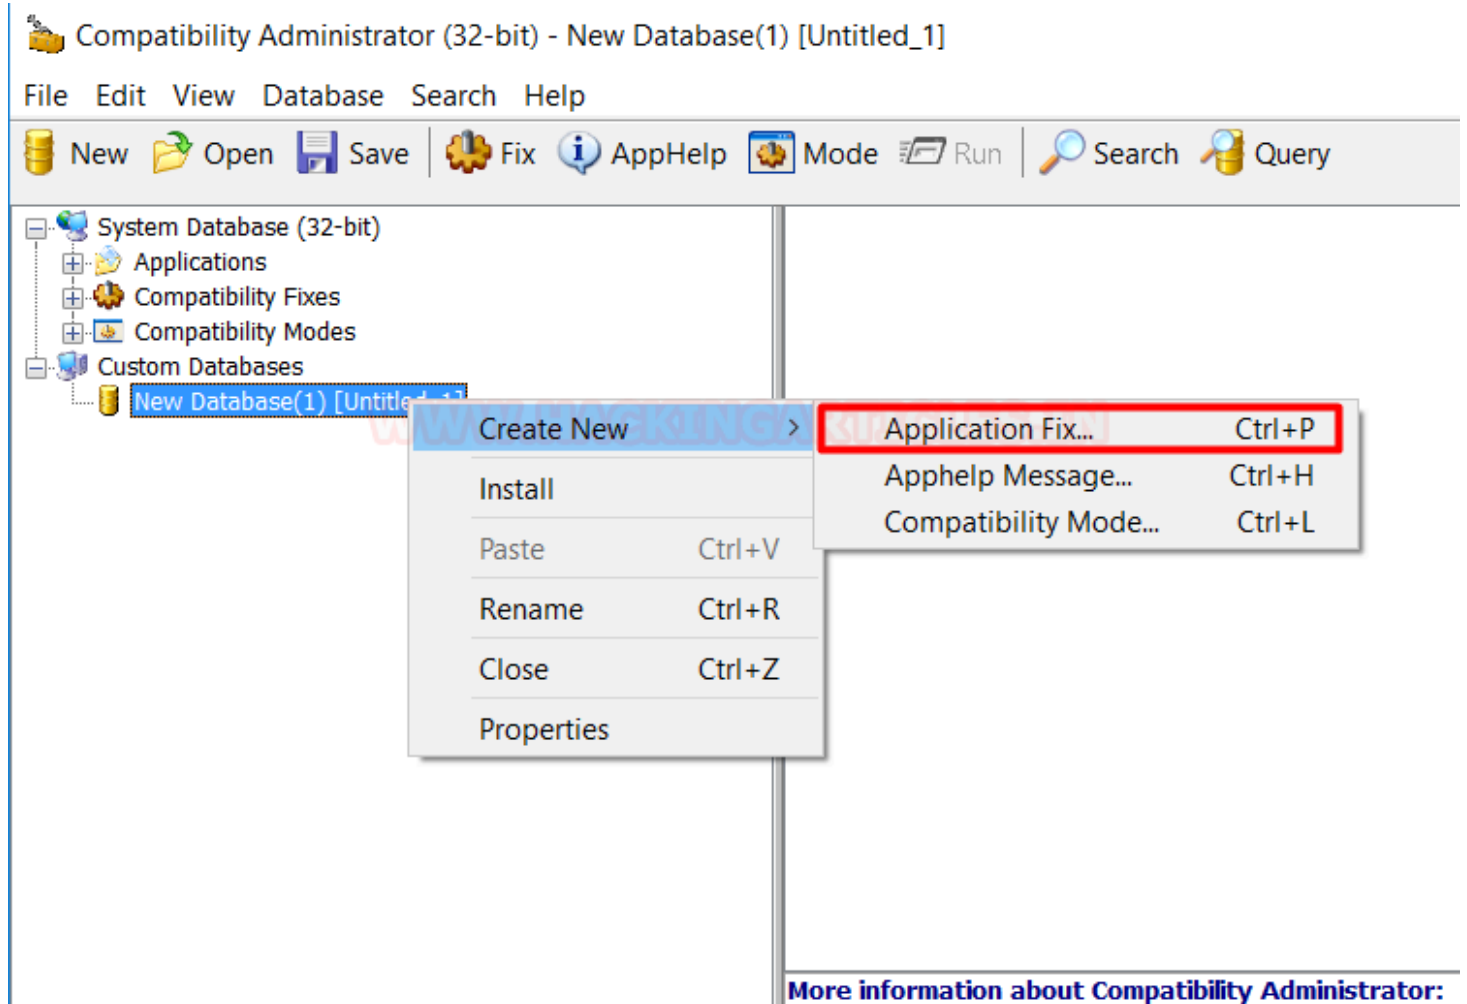 Compatibility Administrator (32-bit) - New Database(1) [Untitled_1]
File Edit View Database Search Help
New Open Save Fix AppHelp Mode Run Search Query
System Database (32-bit)
Applications
Compatibility Fixes
Compatibility Modes
Custom Databases
New Database(1) [Untitled_1]
Create New > Application Fix... Ctrl+P
Install
Apphelp Message... Ctrl+H
Compatibility Mode... Ctrl+L
Paste Ctrl+V
Rename Ctrl+R
Close Ctrl+Z
Properties
More information about Compatibility Administrator: